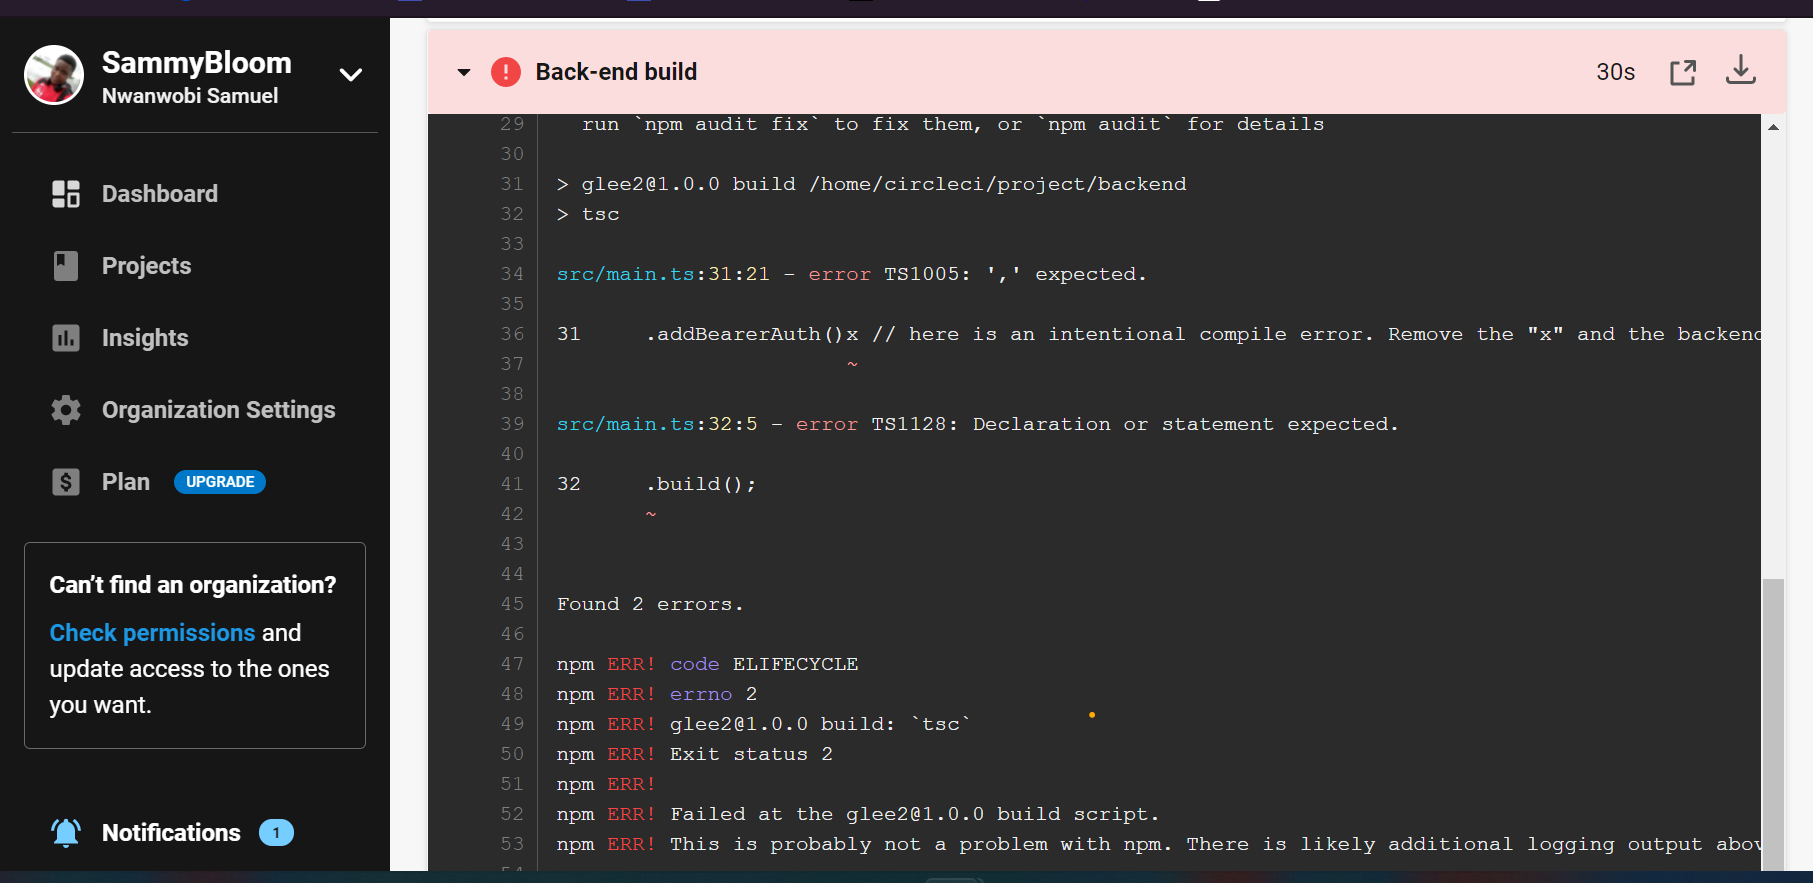 SammyBloom
Nwanwobi Samuel
Dashboard
Projects
Insights
Organization Settings
Plan UPGRADE
Can't find an organization?
Check permissions and
update access to the ones
you want.
Notifications 1
Back-end build 30s
29 run `npm audit fix` to fix them, or `npm audit` for details
30
31 > glee2@1.0.0 build /home/circleci/project/backend
32 > tsc
33
34 src/main.ts:31:21 - error TS1005: ',' expected.
35
36 31 .addBearerAuth()x // here is an intentional compile error. Remove the "x" and the backend
37 ~
38
39 src/main.ts:32:5 - error TS1128: Declaration or statement expected.
40
41 32 .build();
42 ~
43
44
45 Found 2 errors.
46
47 npm ERR! code ELIFECYCLE
48 npm ERR! errno 2
49 npm ERR! glee2@1.0.0 build: `tsc`
50 npm ERR! Exit status 2
51 npm ERR!
52 npm ERR! Failed at the glee2@1.0.0 build script.
53 npm ERR! This is probably not a problem with npm. There is likely additional logging output abov